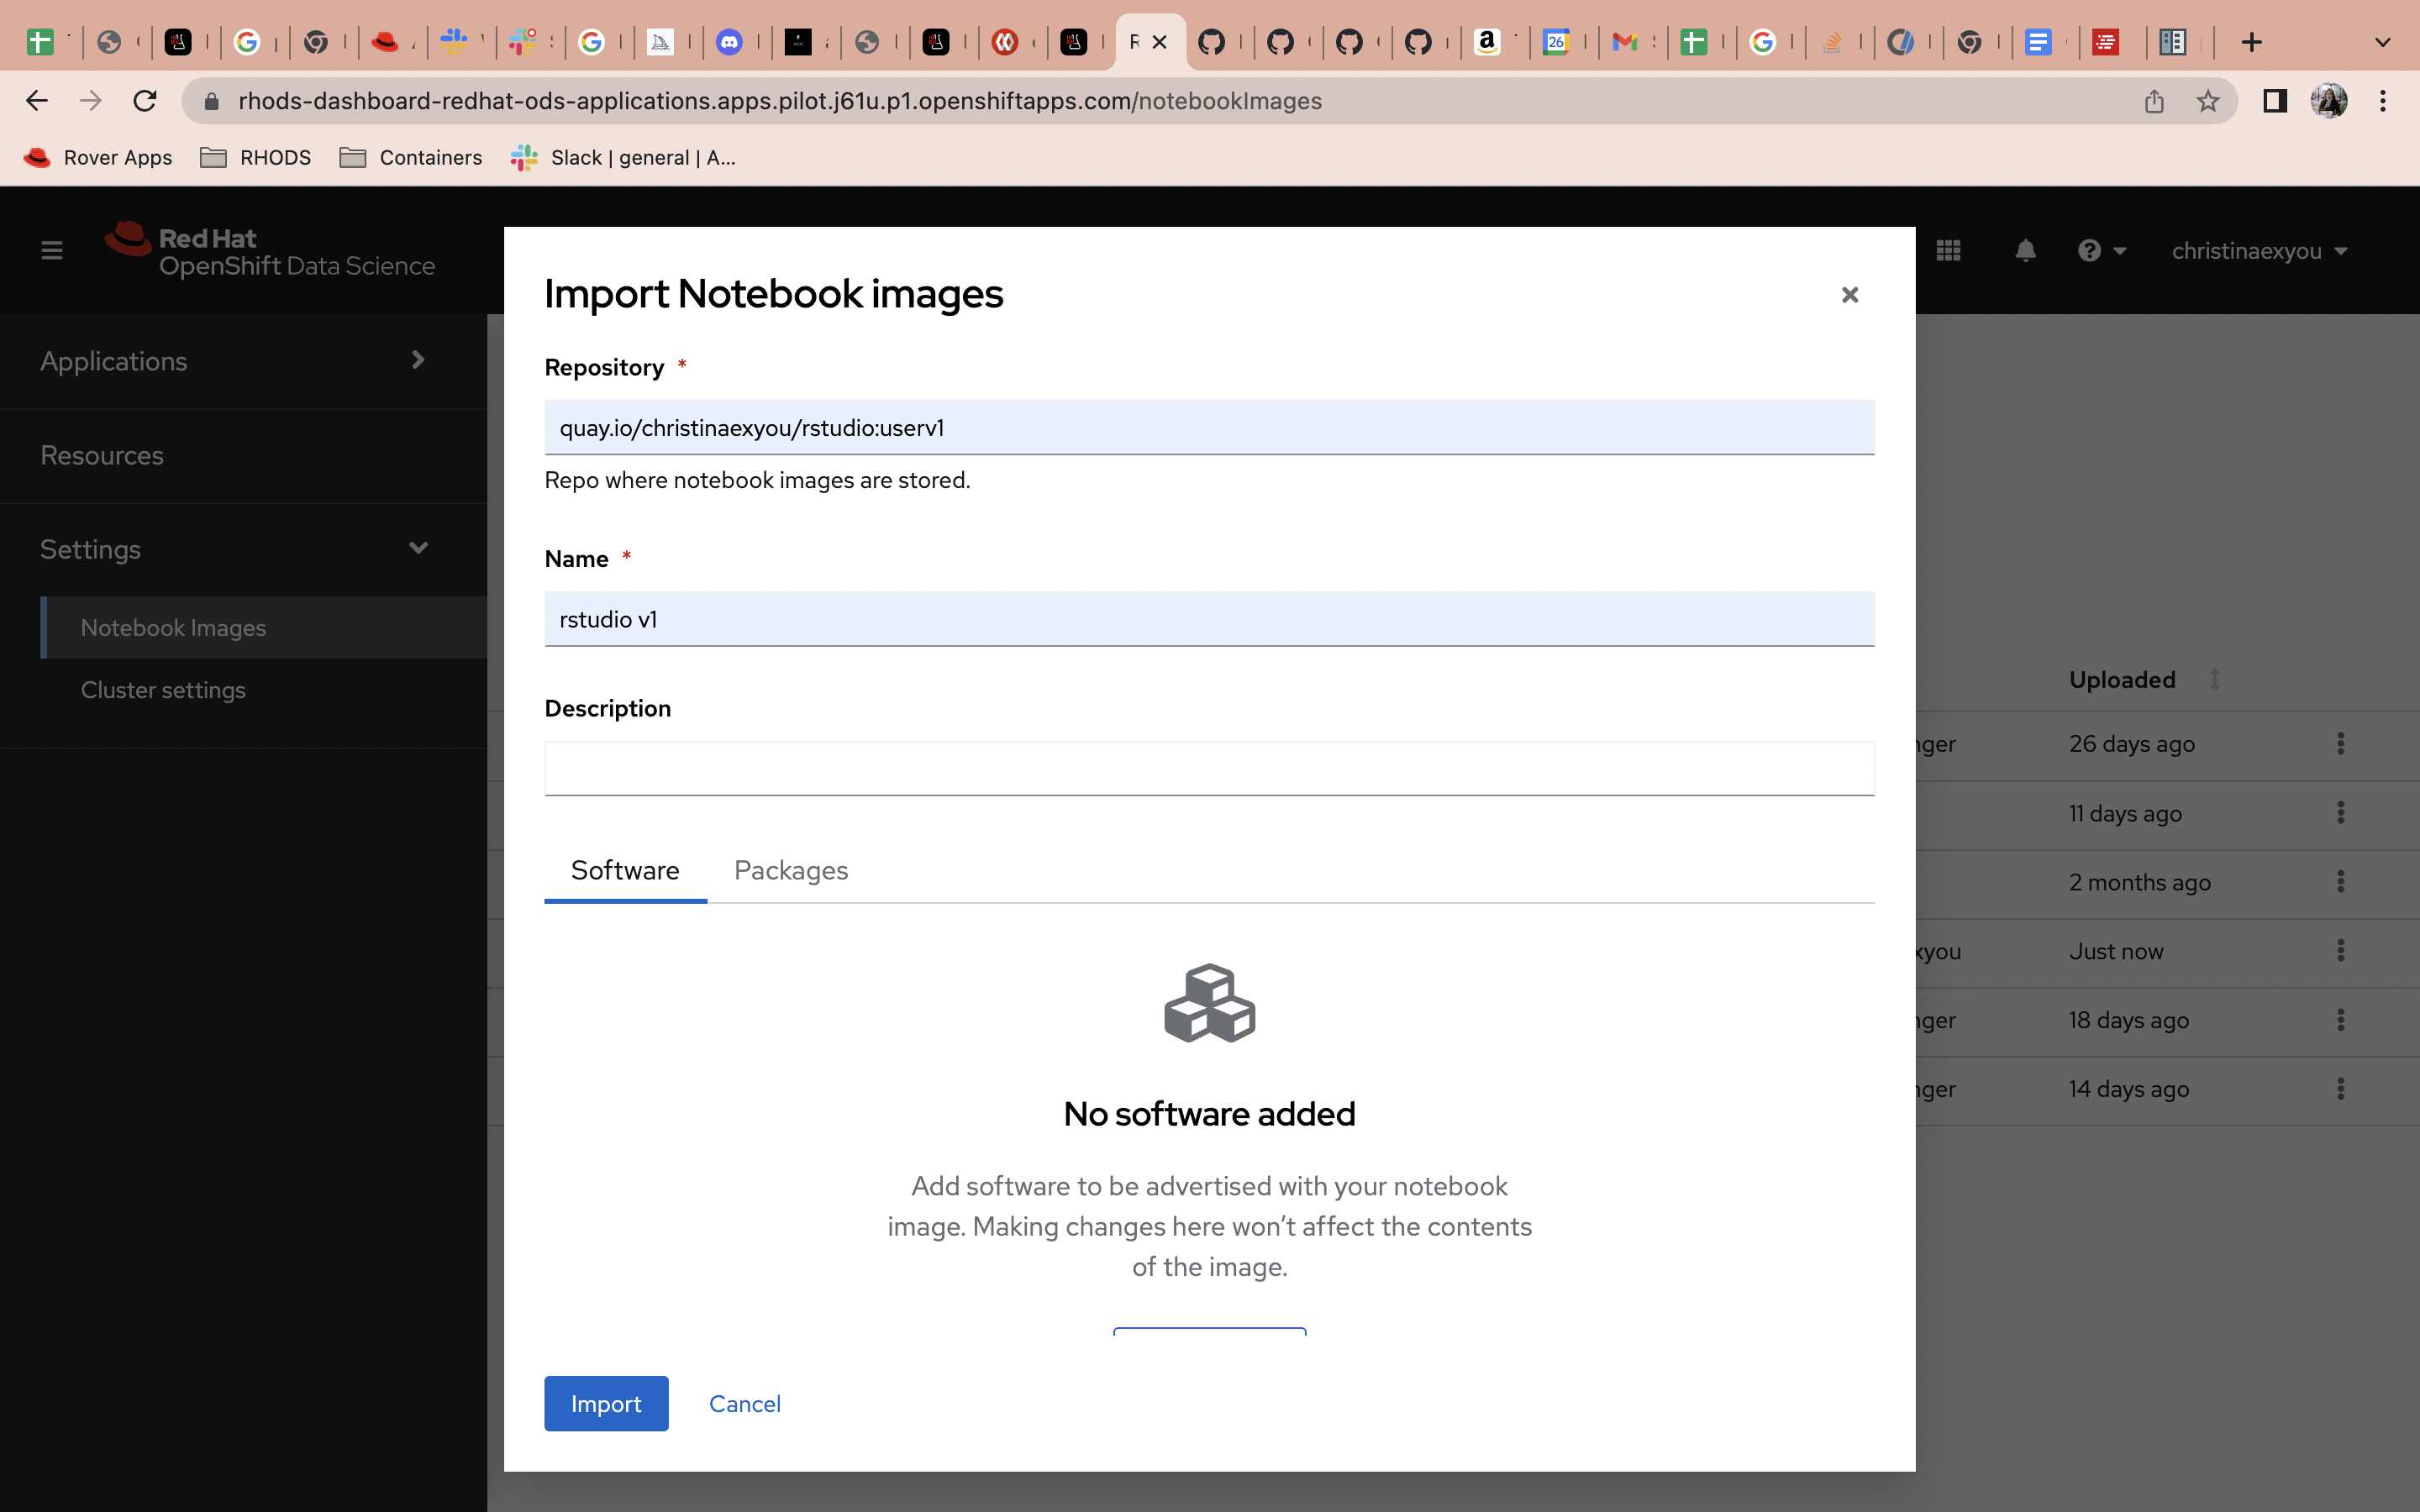 rhods-dashboard-redhat-ods-applications.apps.pilot.j61u.p1.openshiftapps.com/notebookImages
Rover Apps
RHODS
Containers
Slack | general | A...
Red Hat
OpenShift Data Science
christinaexyou
Applications
Resources
Settings
Notebook Images
Cluster settings
Import Notebook images
Repository *
quay.io/christinaexyou/rstudio:userv1
Repo where notebook images are stored.
Name *
rstudio v1
Description
Software
Packages
No software added
Add software to be advertised with your notebook
image. Making changes here won't affect the contents
of the image.
Import
Cancel
Uploaded
26 days ago
11 days ago
2 months ago
Just now
18 days ago
14 days ago